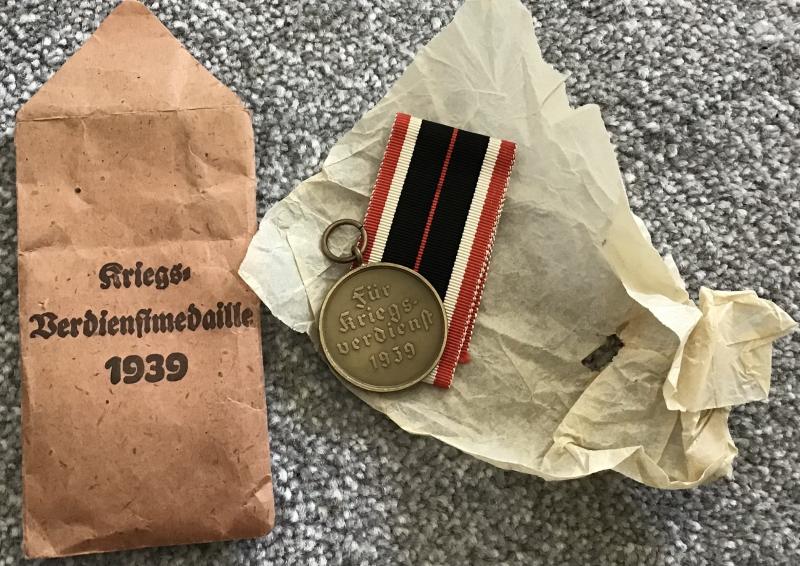 Kriegs-
Verdienstmedaille
1939
Für
Kriegs-
verdienst
1939